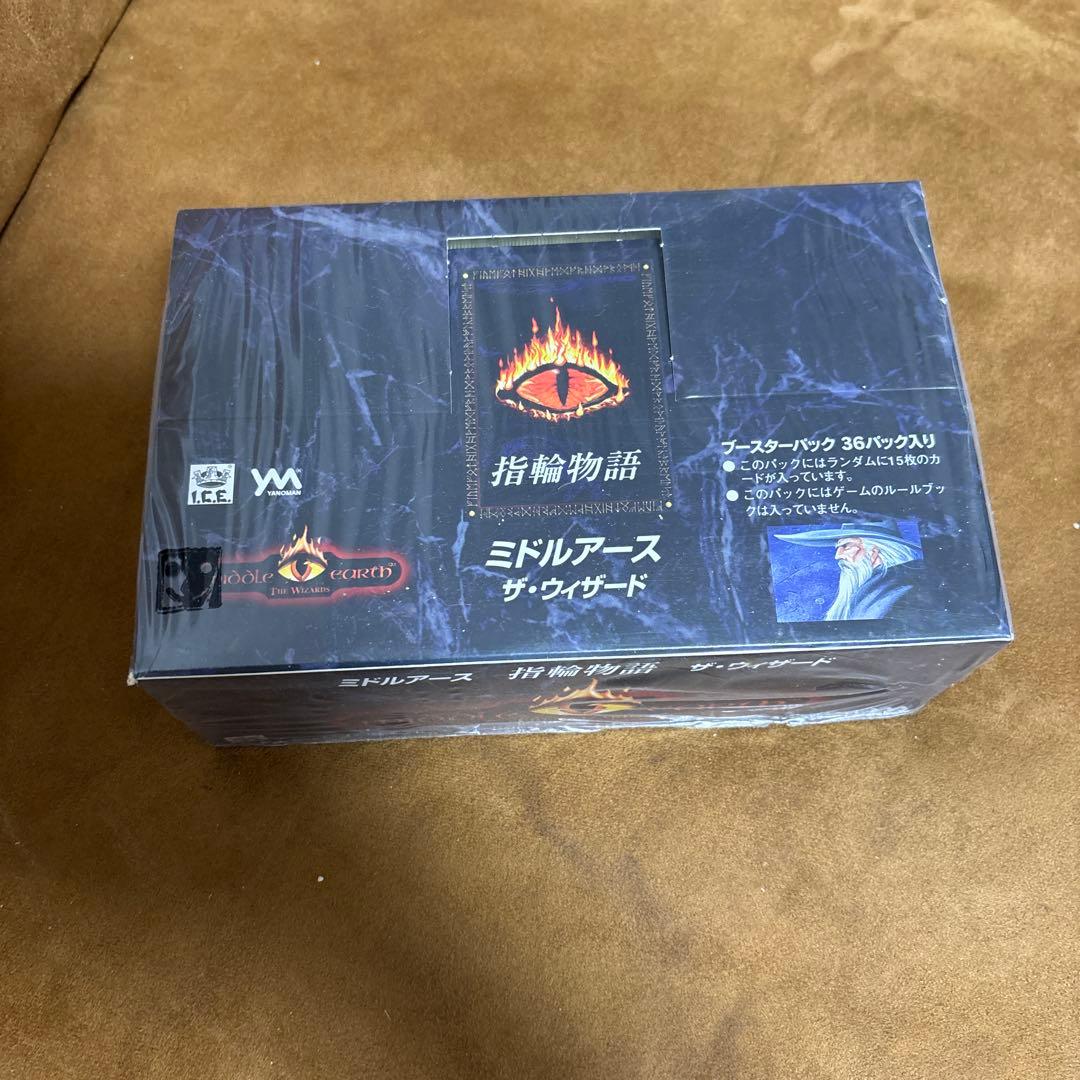 指輪物語
ブースターパック 36パック入り
● このパックにはランダムに15枚のカ
ードが入っています。
● このパックにはゲームのルールブッ
クは入っていません。
I.C.E.
YM
YANOMAN
iddle earth
THE WIZARDS
ミドルアース
ザ・ウィザード
ミドルアース 指輪物語 ザ・ウィザード